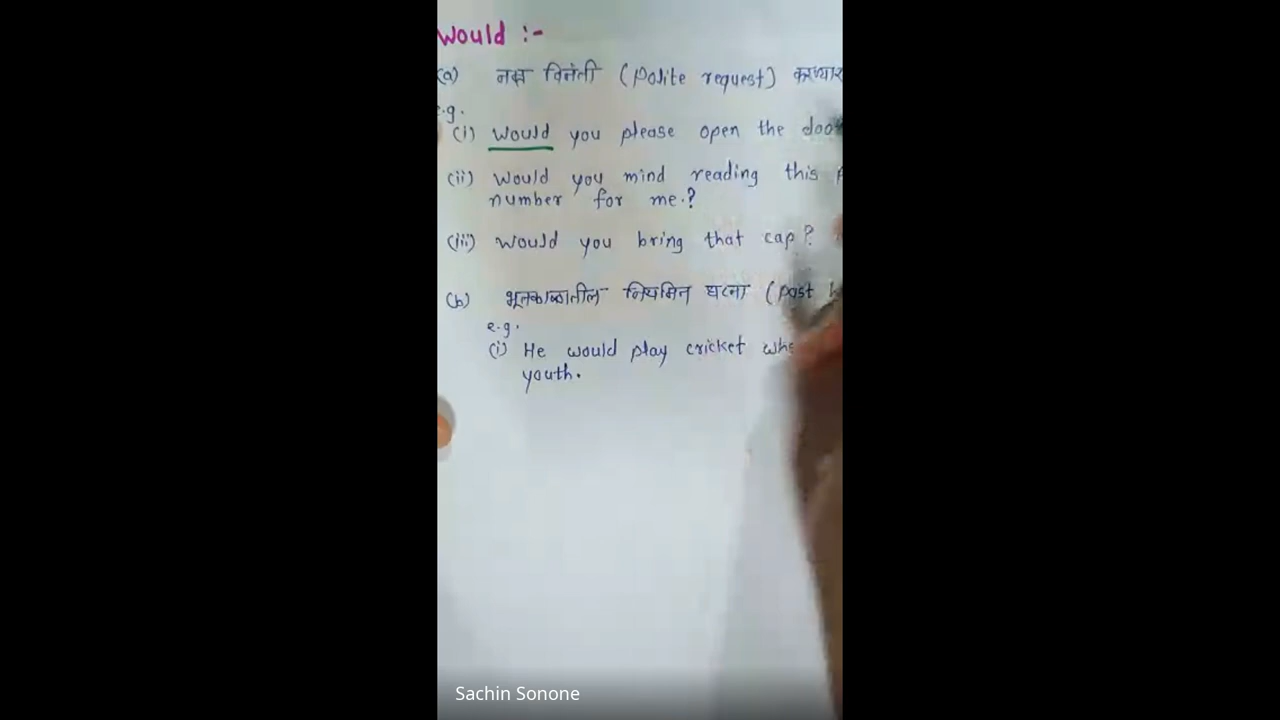 Would :-
(a) नम्र विनंती (Polite request)
e.g.
(i) Would you please open the
(ii) Would you mind reading this
number for me.?
(iii) Would you bring that cap?
(b) भूतकाळातील नियमित घटना (past
e.g.
(i) He would play cricket
youth.
Sachin Sonone